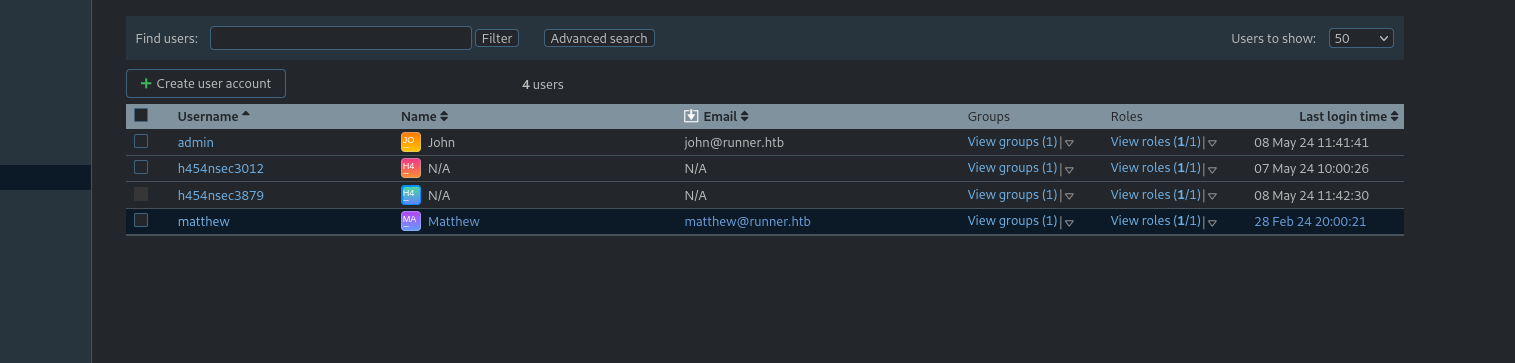 Find users: Filter Advanced search Users to show: 50
+ Create user account 4 users
Username Name Email Groups Roles Last login time
admin JO John john@runner.htb View groups (1) View roles (1/1) 08 May 24 11:41:41
h454nsec3012 H4 N/A N/A View groups (1) View roles (1/1) 07 May 24 10:00:26
h454nsec3879 H4 N/A N/A View groups (1) View roles (1/1) 08 May 24 11:42:30
matthew MA Matthew matthew@runner.htb View groups (1) View roles (1/1) 28 Feb 24 20:00:21